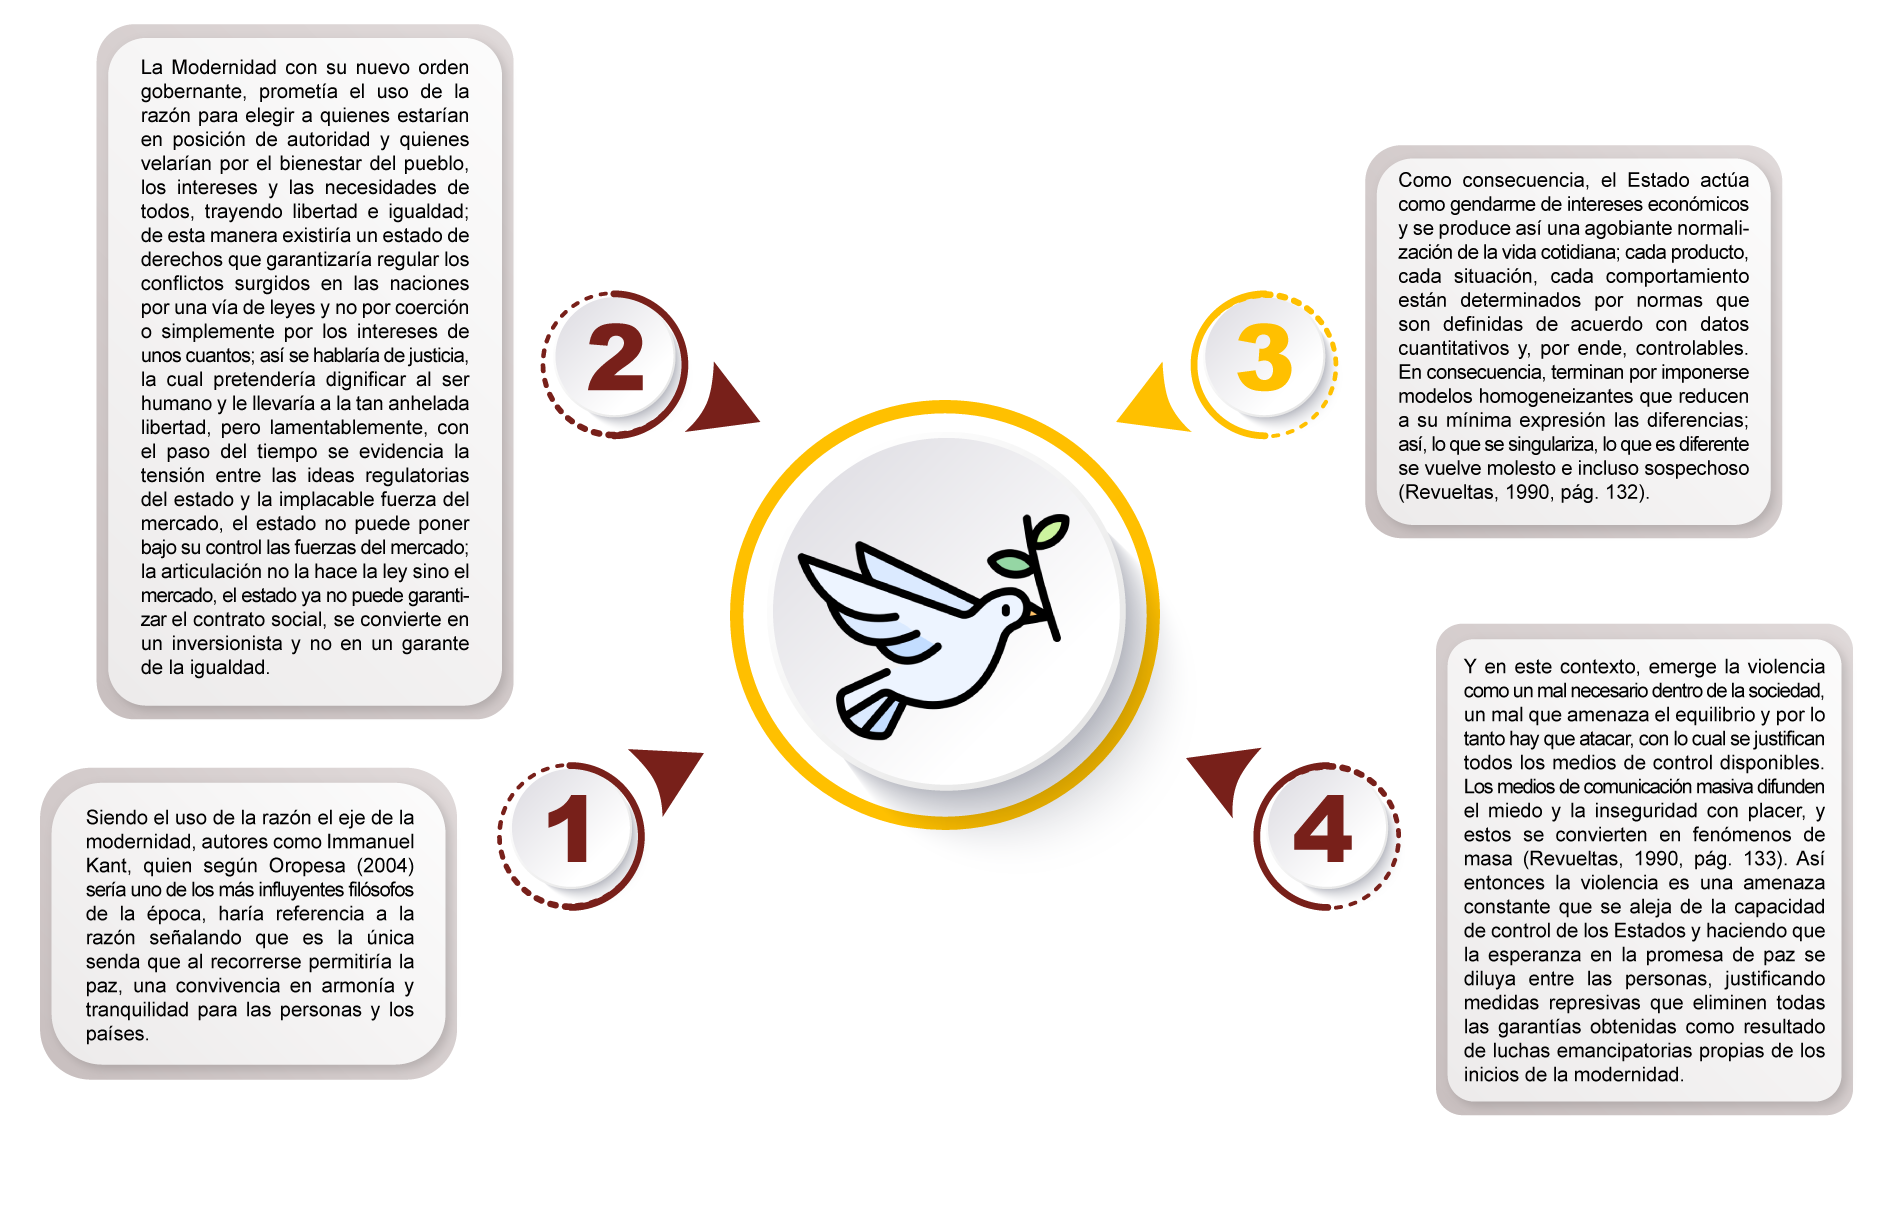 1
Siendo el uso de la razón el eje de la
modernidad, autores como Immanuel
Kant, quien según Oropesa (2004)
sería uno de los más influyentes filósofos
de la época, haría referencia a la
razón señalando que es la única
senda que al recorrerse permitiría la
paz, una convivencia en armonía y
tranquilidad para las personas y los
países.
2
La Modernidad con su nuevo orden
gobernante, prometía el uso de la
razón para elegir a quienes estarían
en posición de autoridad y quienes
velarían por el bienestar del pueblo,
los intereses y las necesidades de
todos, trayendo libertad e igualdad;
de esta manera existiría un estado de
derechos que garantizaría regular los
conflictos surgidos en las naciones
por una vía de leyes y no por coerción
o simplemente por los intereses de
unos cuantos; así se hablaría de justicia,
la cual pretendería dignificar al ser
humano y le llevaría a la tan anhelada
libertad, pero lamentablemente, con
el paso del tiempo se evidencia la
tensión entre las ideas regulatorias
del estado y la implacable fuerza del
mercado, el estado no puede poner
bajo su control las fuerzas del mercado;
la articulación no la hace la ley sino el
mercado, el estado ya no puede garanti-
zar el contrato social, se convierte en
un inversionista y no en un garante
de la igualdad.
3
Como consecuencia, el Estado actúa
como gendarme de intereses económicos
y se produce así una agobiante normali-
zación de la vida cotidiana; cada producto,
cada situación, cada comportamiento
están determinados por normas que
son definidas de acuerdo con datos
cuantitativos y, por ende, controlables.
En consecuencia, terminan por imponerse
modelos homogeneizantes que reducen
a su mínima expresión las diferencias;
así, lo que se singulariza, lo que es diferente
se vuelve molesto e incluso sospechoso
(Revueltas, 1990, pág. 132).
4
Y en este contexto, emerge la violencia
como un mal necesario dentro de la sociedad,
un mal que amenaza el equilibrio y por lo
tanto hay que atacar, con lo cual se justifican
todos los medios de control disponibles.
Los medios de comunicación masiva difunden
el miedo y la inseguridad con placer, y
estos se convierten en fenómenos de
masa (Revueltas, 1990, pág. 133). Así
entonces la violencia es una amenaza
constante que se aleja de la capacidad
de control de los Estados y haciendo que
la esperanza en la promesa de paz se
diluya entre las personas, justificando
medidas represivas que eliminen todas
las garantías obtenidas como resultado
de luchas emancipatorias propias de los
inicios de la modernidad.